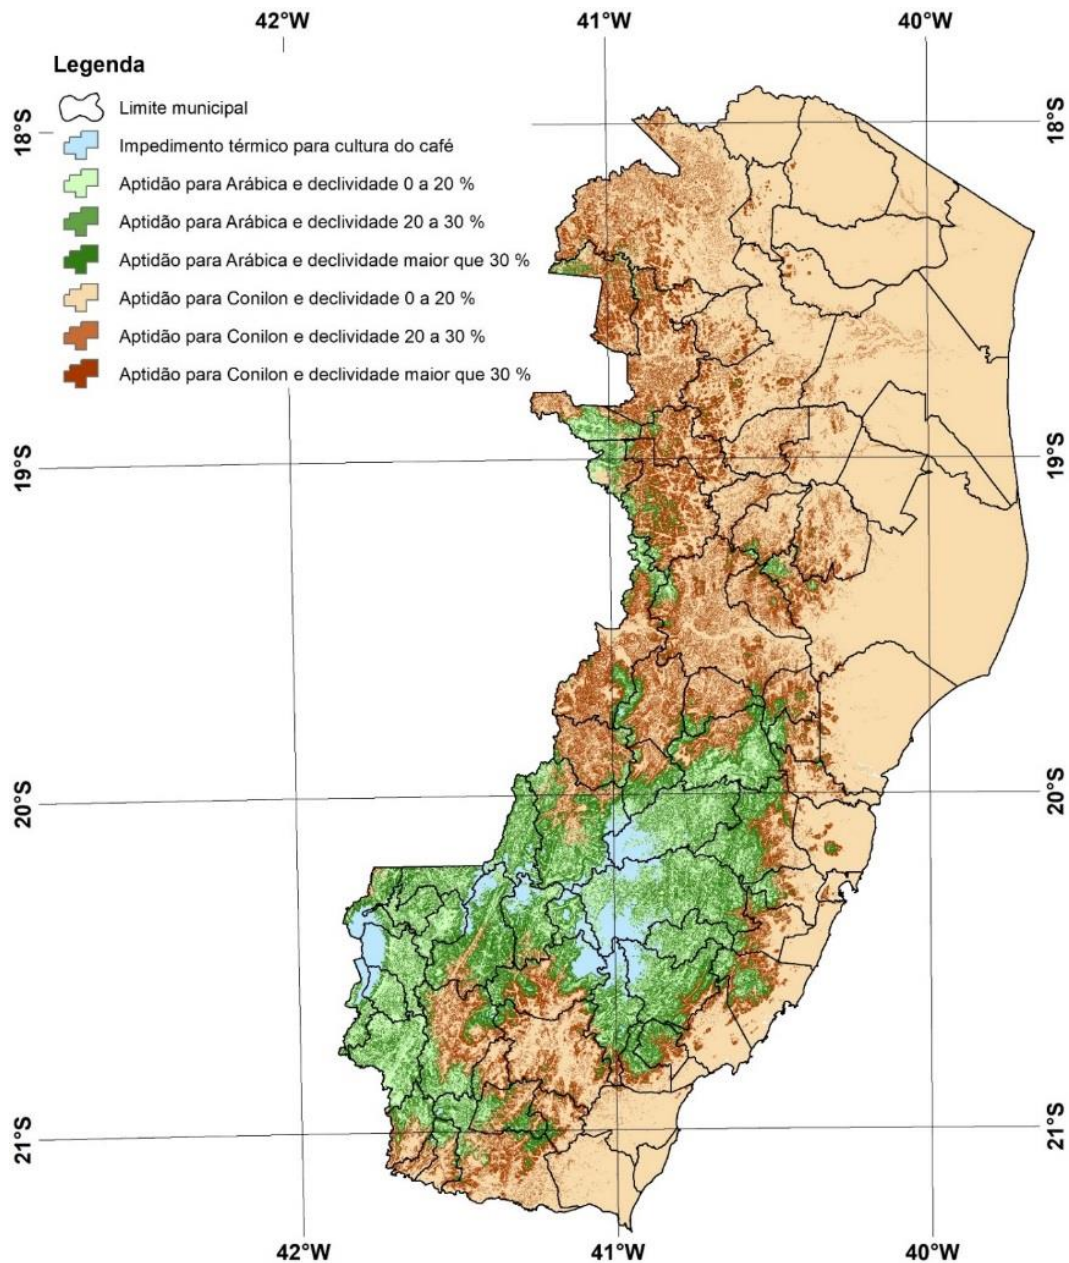 42°W 41°W 40°W
Legenda
Limite municipal
Impedimento térmico para cultura do café
Aptidão para Arábica e declividade 0 a 20 %
Aptidão para Arábica e declividade 20 a 30 %
Aptidão para Arábica e declividade maior que 30 %
Aptidão para Conilon e declividade 0 a 20 %
Aptidão para Conilon e declividade 20 a 30 %
Aptidão para Conilon e declividade maior que 30 %
18°S 18°S
19°S 19°S
20°S 20°S
21°S 21°S
42°W 41°W 40°W